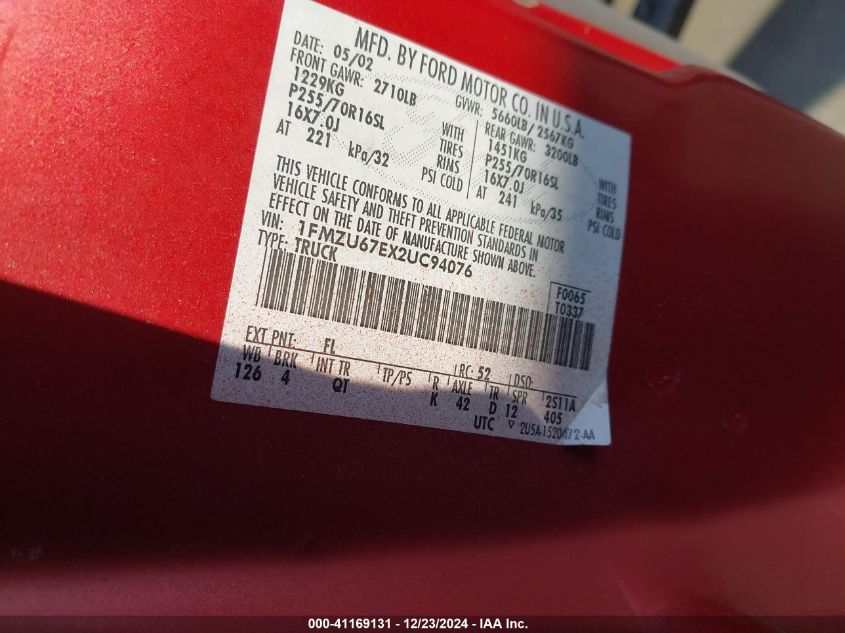 MFD. BY FORD MOTOR CO. IN U.S.A.
DATE: 05/02 GVWR: 5660LB/ 2567KG
FRONT GAWR: 2710LB REAR GAWR: 3200LB
1229KG WITH 1451KG WITH
P255/70R16SL TIRES P255/70R16SL TIRES
16X7.0J RIMS 16X7.0J RIMS
AT 221 kPa/32 PSI COLD AT 241 kPa/35 PSI COLD
THIS VEHICLE CONFORMS TO ALL APPLICABLE FEDERAL MOTOR
VEHICLE SAFETY AND THEFT PREVENTION STANDARDS IN
EFFECT ON THE DATE OF MANUFACTURE SHOWN ABOVE.
VIN: 1FMZU67EX2UC94076
TYPE: TRUCK
F0065
T0337
EXT PNT: FL RC: 52 DSO:
WB BRK INT TR TP/PS R AXLE TR SPR 2S11A
126 4 QT K 42 D 12 405
UTC ▽ 2U5A-1520472-AA
000-41169131 - 12/23/2024 - IAA Inc.